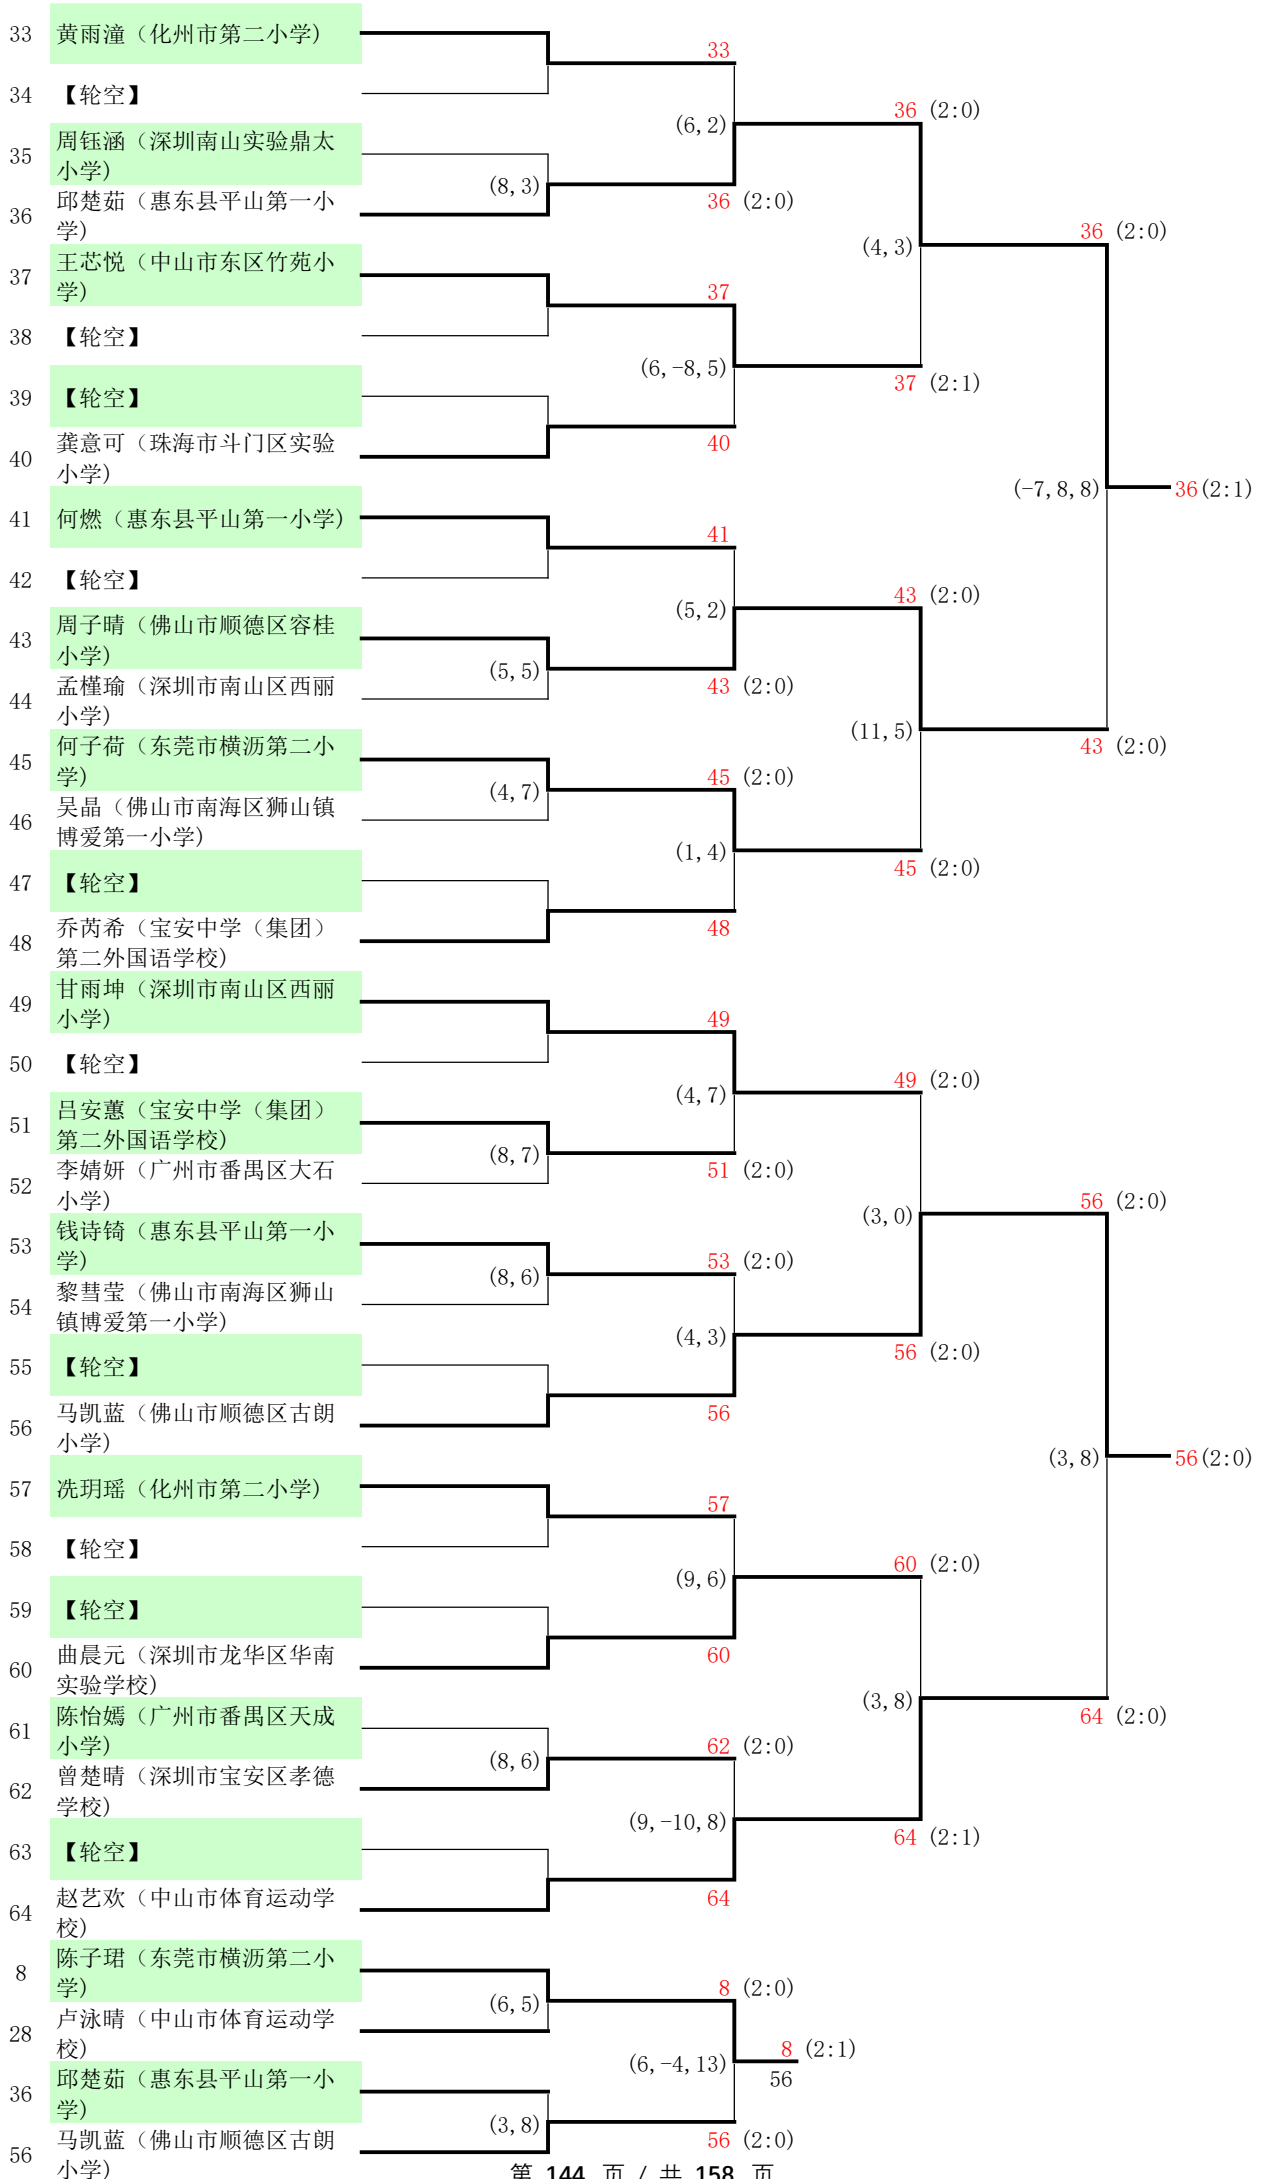 33 黄雨潼（化州市第二小学）
33
34 【轮空】
36 (2:0)
(6,2)
35 周钰涵（深圳南山实验鼎太
小学）
(8,3)
36 (2:0)
36 邱楚茹（惠东县平山第一小
学）
36 (2:0)
(4,3)
37 王芯悦（中山市东区竹苑小
学）
37
38 【轮空】
(6,-8,5)
37 (2:1)
39 【轮空】
40
40 龚意可（珠海市斗门区实验
小学）
(-7,8,8)
36(2:1)
41 何燃（惠东县平山第一小学）
41
42 【轮空】
43 (2:0)
(5,2)
43 周子晴（佛山市顺德区容桂
小学）
(5,5)
43 (2:0)
44 孟槿瑜（深圳市南山区西丽
小学）
(11,5)
43 (2:0)
45 何子荷（东莞市横沥第二小
学）
45 (2:0)
(4,7)
46 吴晶（佛山市南海区狮山镇
博爱第一小学）
(1,4)
45 (2:0)
47 【轮空】
48
48 乔芮希（宝安中学（集团）
第二外国语学校）
49 甘雨坤（深圳市南山区西丽
小学）
49
50 【轮空】
49 (2:0)
(4,7)
51 吕安蕙（宝安中学（集团）
第二外国语学校）
(8,7)
51 (2:0)
52 李婧妍（广州市番禺区大石
小学）
56 (2:0)
(3,0)
53 钱诗锜（惠东县平山第一小
学）
53 (2:0)
(8,6)
54 黎彗莹（佛山市南海区狮山
镇博爱第一小学）
(4,3)
56 (2:0)
55 【轮空】
56
56 马凯蓝（佛山市顺德区古朗
小学）
(3,8)
56(2:0)
57 冼玥瑶（化州市第二小学）
57
58 【轮空】
60 (2:0)
(9,6)
59 【轮空】
60
60 曲晨元（深圳市龙华区华南
实验学校）
(3,8)
64 (2:0)
61 陈怡嫣（广州市番禺区天成
小学）
62 (2:0)
(8,6)
62 曾楚晴（深圳市宝安区孝德
学校）
(9,-10,8)
64 (2:1)
63 【轮空】
64
64 赵艺欢（中山市体育运动学
校）
8 陈子珺（东莞市横沥第二小
学）
8 (2:0)
(6,5)
28 卢泳晴（中山市体育运动学
校）
8 (2:1)
(6,-4,13)
56
36 邱楚茹（惠东县平山第一小
学）
(3,8)
56 (2:0)
56 马凯蓝（佛山市顺德区古朗
小学）
第 144 页 / 共 158 页